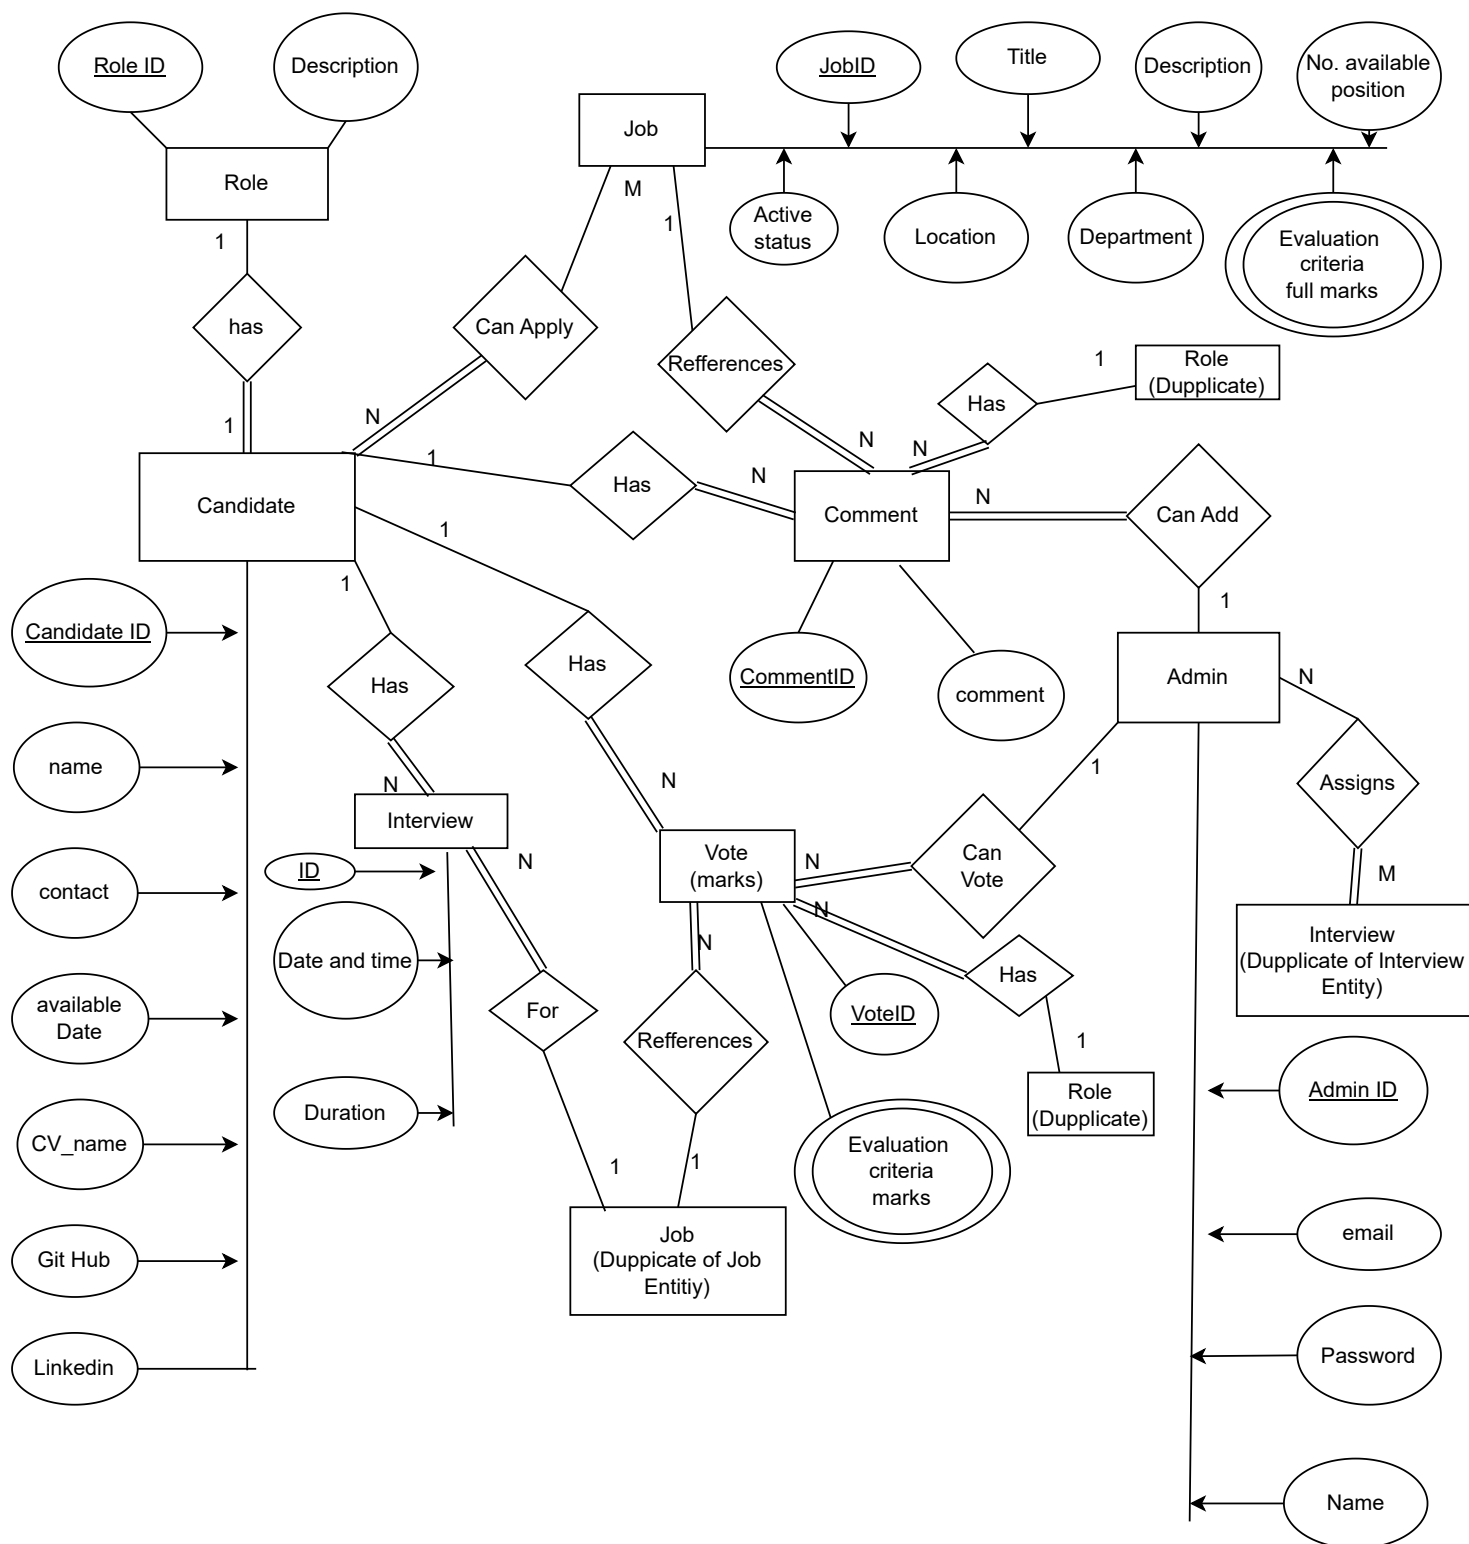 Role ID
Description
JobID
Title
Description
No. available
position
Job
Role
M
1
1
Active
status
Location
Department
Evaluation
criteria
full marks
has
Can Apply
Refferences
1
Role
(Dupplicate)
Has
1
N
N
N
1
Candidate
Has
N
Comment
N
Can Add
1
1
1
Candidate ID
Has
Has
CommentID
comment
Admin
N
name
N
N
1
Assigns
Interview
N
Vote
(marks)
N
Can
Vote
M
ID
contact
N
Date and time
N
Interview
(Dupplicate of Interview
Entity)
available
Date
For
Refferences
VoteID
Has
1
Duration
Role
(Dupplicate)
Admin ID
CV_name
1
1
Evaluation
criteria
marks
Job
(Duppicate of Job
Entitiy)
Git Hub
email
Linkedin
Password
Name